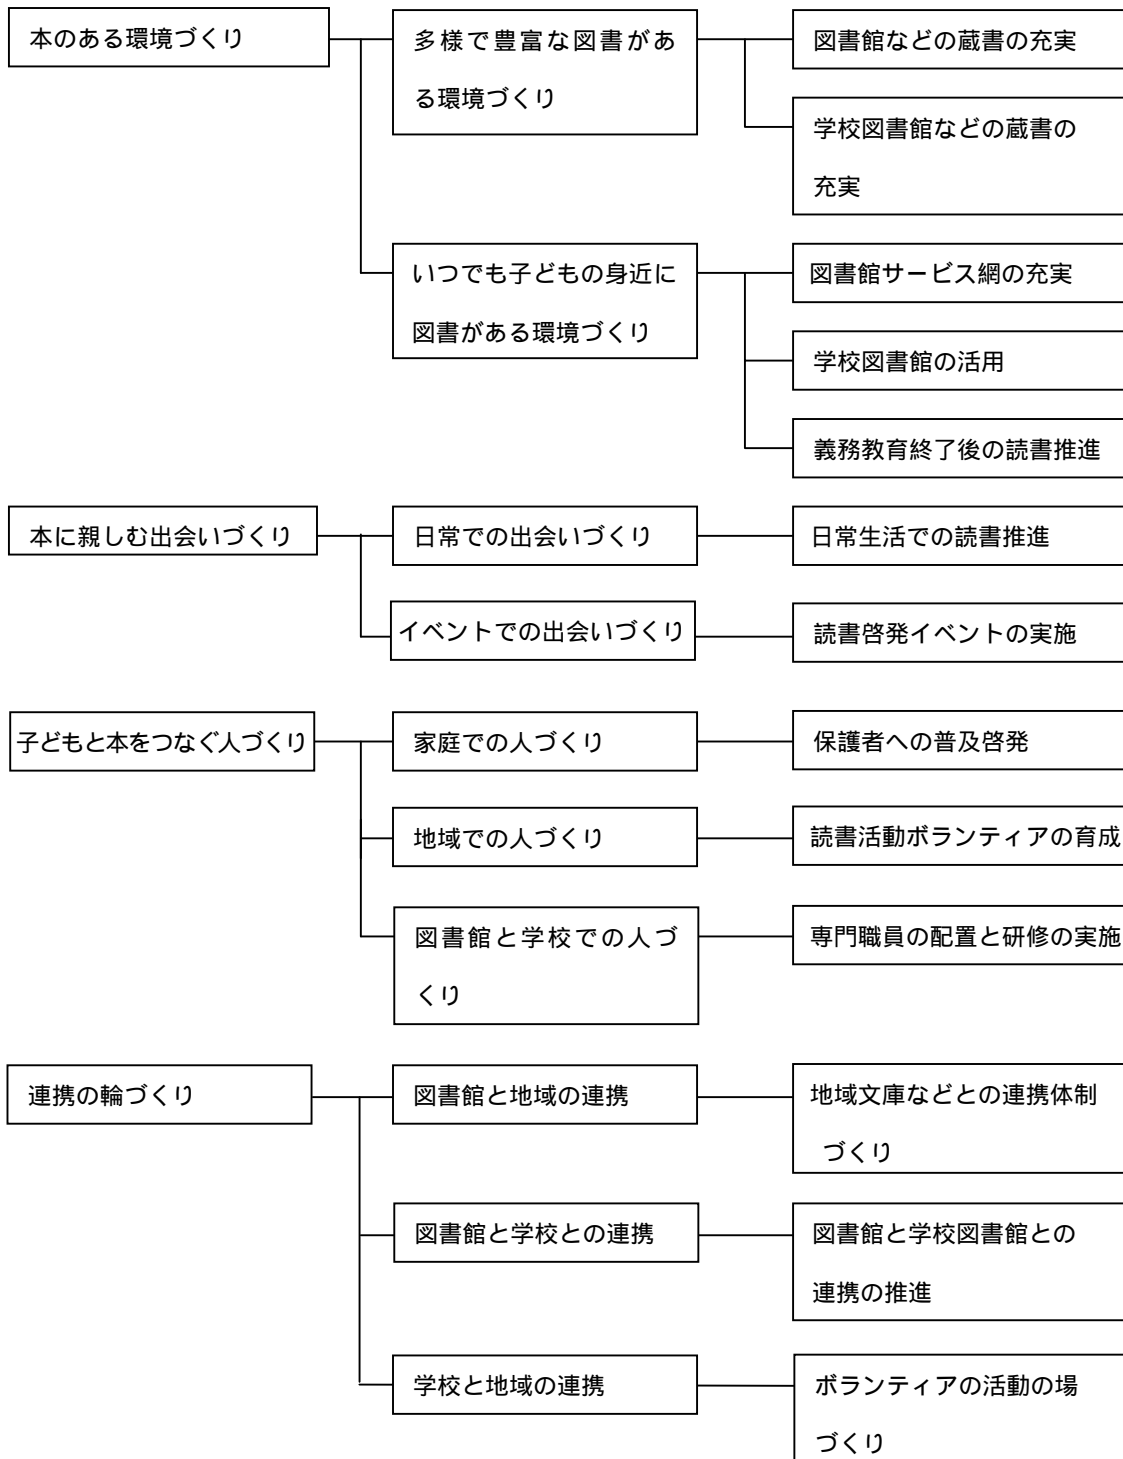 本のある環境づくり
多様で豊富な図書があ
る環境づくり
図書館などの蔵書の充実
学校図書館などの蔵書の
充実
いつでも子どもの身近に
図書がある環境づくり
図書館サービス網の充実
学校図書館の活用
義務教育終了後の読書推進
本に親しむ出会いづくり
日常での出会いづくり
日常生活での読書推進
イベントでの出会いづくり
読書啓発イベントの実施
子どもと本をつなぐ人づくり
家庭での人づくり
保護者への普及啓発
地域での人づくり
読書活動ボランティアの育成
図書館と学校での人づ
くり
専門職員の配置と研修の実施
連携の輪づくり
図書館と地域の連携
地域文庫などとの連携体制
づくり
図書館と学校との連携
図書館と学校図書館との
連携の推進
学校と地域の連携
ボランティアの活動の場
づくり